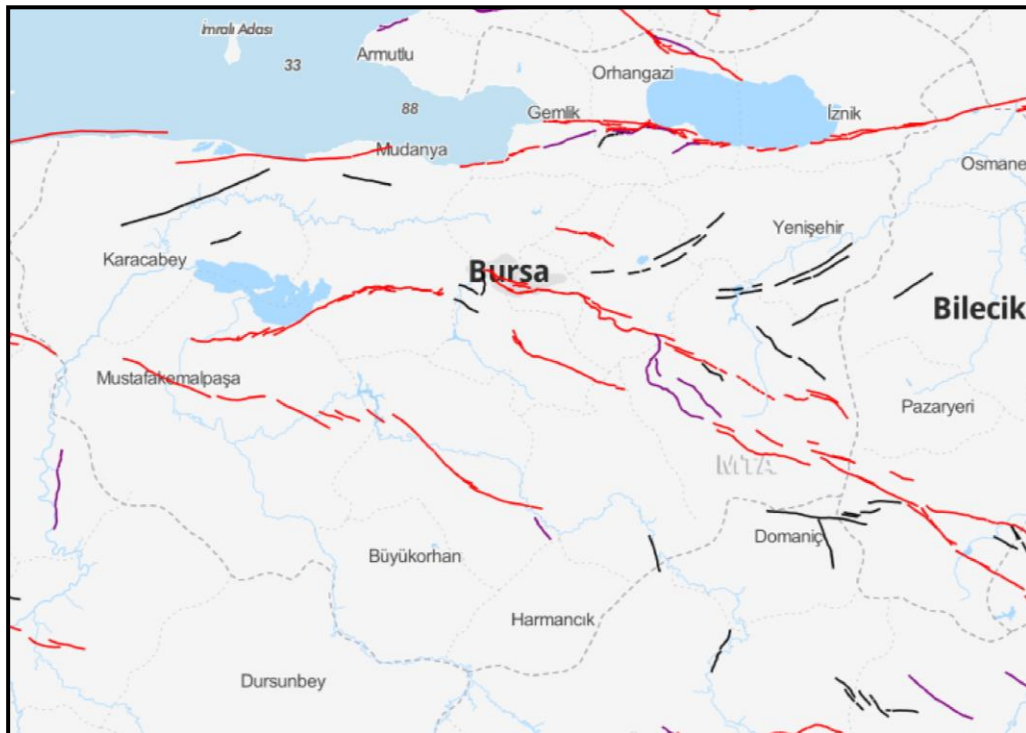 İmralı Adası
33
Armutlu
Orhangazi
88
Gemlik
İznik
Mudanya
Osmane
Yenişehir
Karacabey
Bursa
Bilecik
Mustafakemalpaşa
Pazaryeri
MTA
Domaniç
Büyükorhan
Harmancık
Dursunbey